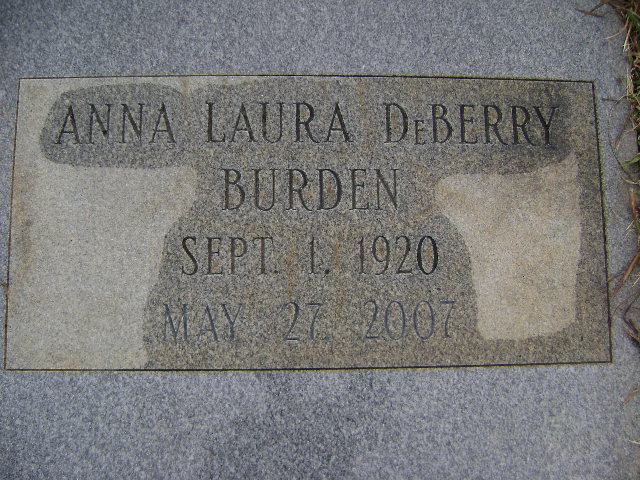 ANNA LAURA DeBERRY
BURDEN
SEPT. 1, 1920
MAY 27, 2007